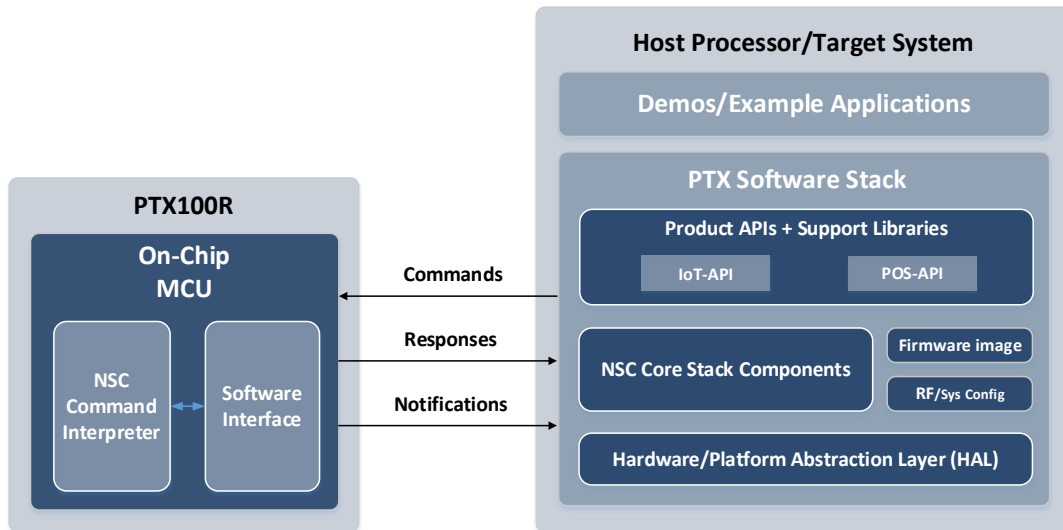 PTX100R
On-Chip
MCU
NSC
Command
Interpreter
Software
Interface
Commands
Responses
Notifications
Host Processor/Target System
Demos/Example Applications
PTX Software Stack
Product APIs + Support Libraries
IoT-API
POS-API
NSC Core Stack Components
Firmware image
RF/Sys Config
Hardware/Platform Abstraction Layer (HAL)